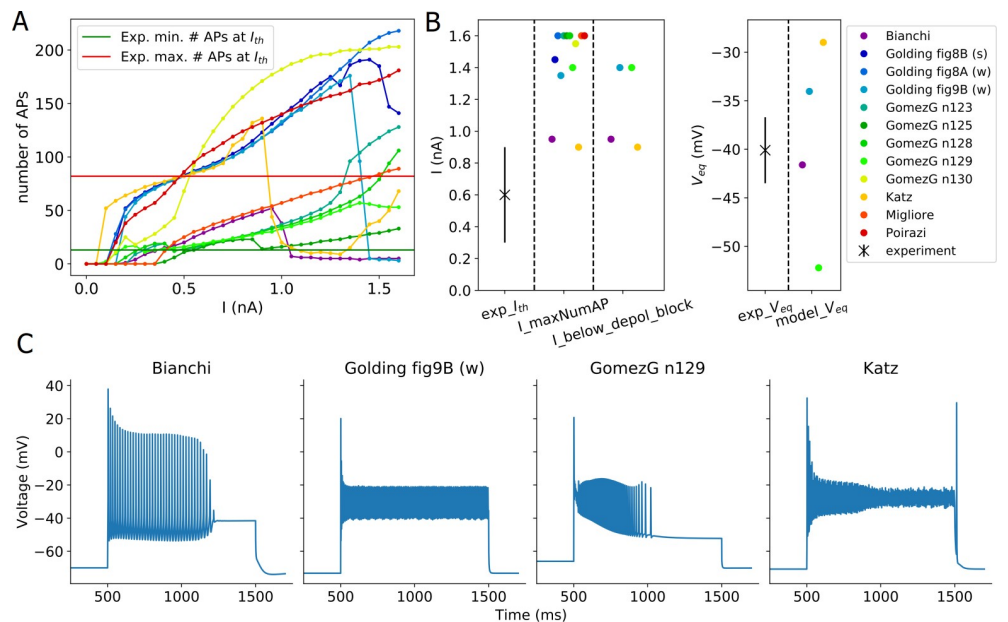 A
Exp. min. # APs at I_th
Exp. max. # APs at I_th
number of APs
200
150
100
50
0
0.0 0.5 1.0 1.5
I (nA)
B
I (nA)
1.6
1.4
1.2
1.0
0.8
0.6
0.4
0.2
0.0
exp_I_th
I_maxNumAP
I_below_depol_block
V_eq (mV)
−30
−35
−40
−45
−50
exp_V_eq
model_V_eq
Bianchi
Golding fig8B (s)
Golding fig8A (w)
Golding fig9B (w)
GomezG n123
GomezG n125
GomezG n128
GomezG n129
GomezG n130
Katz
Migliore
Poirazi
experiment
C
Bianchi
Golding fig9B (w)
GomezG n129
Katz
Voltage (mV)
40
20
0
−20
−40
−60
500 1000 1500
500 1000 1500
500 1000 1500
500 1000 1500
Time (ms)